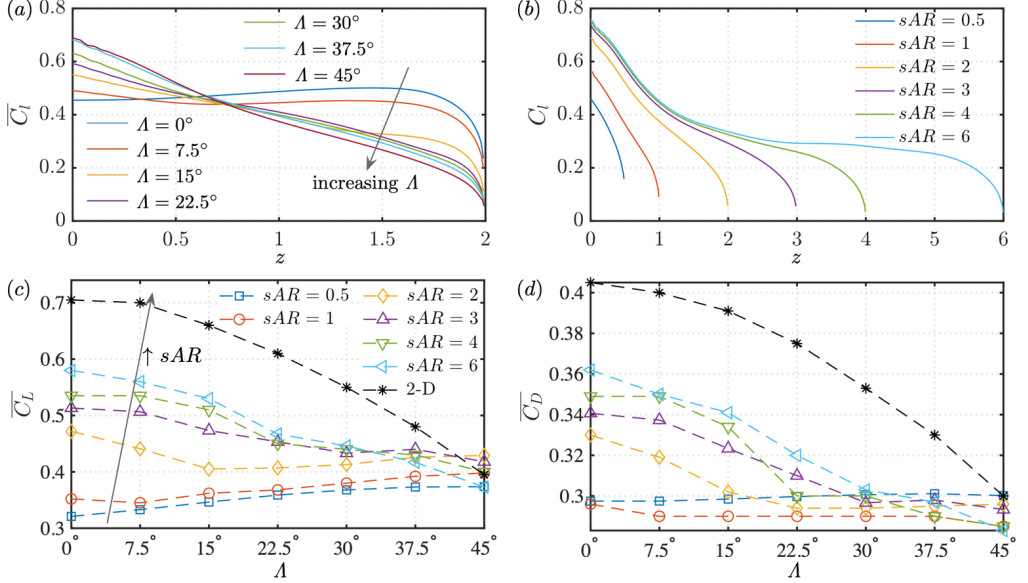 (a)
0.8
0.6
0.4
0.2
0
C̅_l
Λ = 30°
Λ = 37.5°
Λ = 45°
Λ = 0°
Λ = 7.5°
Λ = 15°
Λ = 22.5°
increasing Λ
0 0.5 1 1.5 2
z
(b)
0.8
0.6
0.4
0.2
0
C_l
sAR = 0.5
sAR = 1
sAR = 2
sAR = 3
sAR = 4
sAR = 6
0 1 2 3 4 5 6
z
(c)
0.7
0.6
0.5
0.4
0.3
C̅_L
sAR = 0.5
sAR = 1
sAR = 2
sAR = 3
sAR = 4
sAR = 6
2-D
↑ sAR
0° 7.5° 15° 22.5° 30° 37.5° 45°
Λ
(d)
0.4
0.38
0.36
0.34
0.32
0.3
C̅_D
0° 7.5° 15° 22.5° 30° 37.5° 45°
Λ